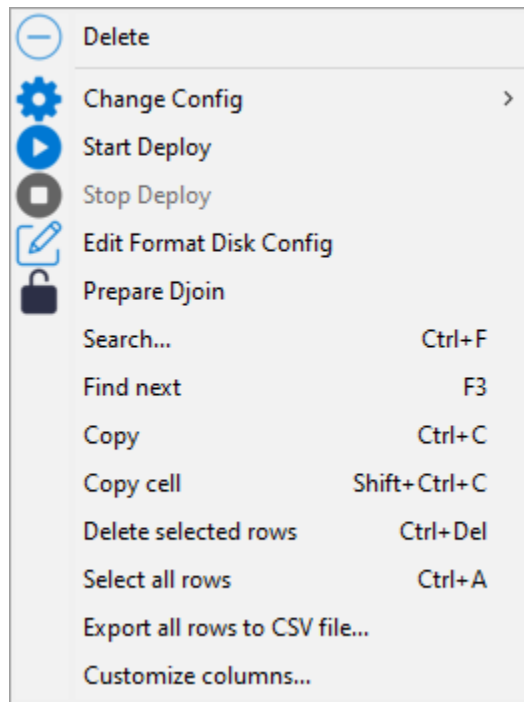 Delete
Change Config
Start Deploy
Stop Deploy
Edit Format Disk Config
Prepare Djoin
Search... Ctrl+F
Find next F3
Copy Ctrl+C
Copy cell Shift+Ctrl+C
Delete selected rows Ctrl+Del
Select all rows Ctrl+A
Export all rows to CSV file...
Customize columns...